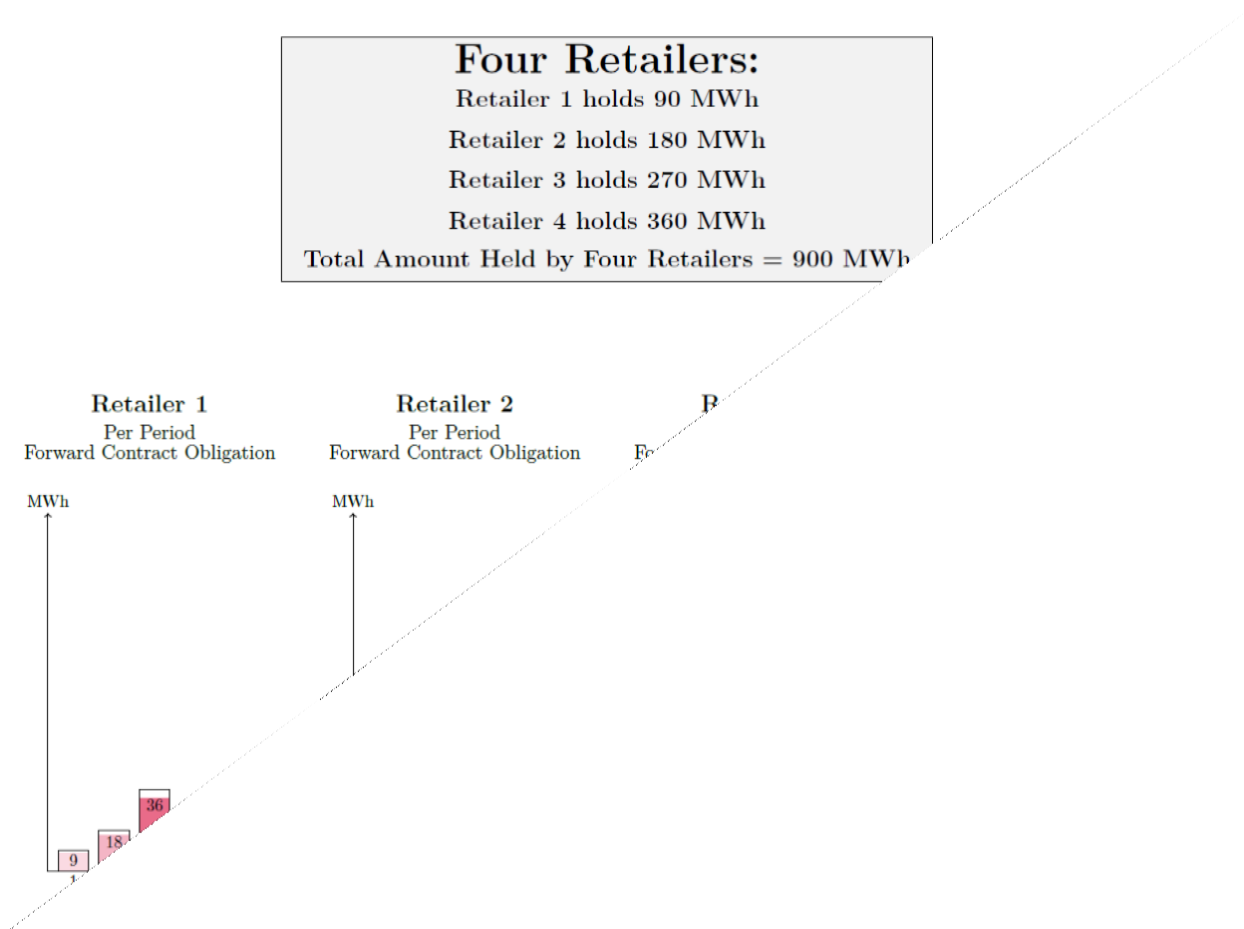 Four Retailers:
Retailer 1 holds 90 MWh
Retailer 2 holds 180 MWh
Retailer 3 holds 270 MWh
Retailer 4 holds 360 MWh
Total Amount Held by Four Retailers = 900 MWh
Retailer 1
Per Period
Forward Contract Obligation
MWh
36
18
9
1
Retailer 2
Per Period
Forward Contract Obligation
MWh